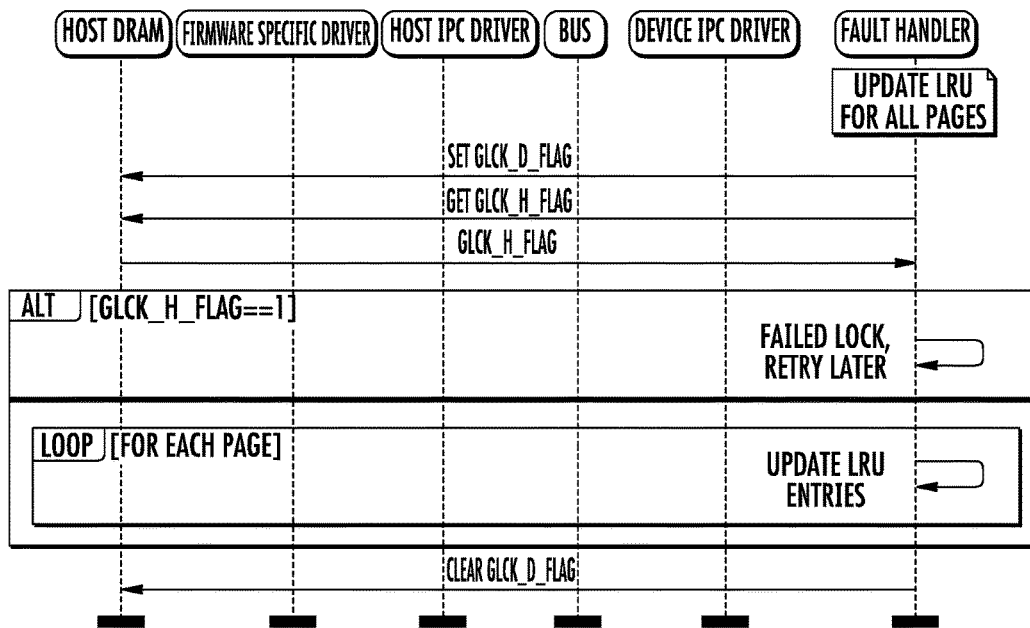 HOST DRAM
FIRMWARE SPECIFIC DRIVER
HOST IPC DRIVER
BUS
DEVICE IPC DRIVER
FAULT HANDLER
UPDATE LRU
FOR ALL PAGES
SET GLCK_D_FLAG
GET GLCK_H_FLAG
GLCK_H_FLAG
ALT [GLCK_H_FLAG==1]
FAILED LOCK,
RETRY LATER
LOOP [FOR EACH PAGE]
UPDATE LRU
ENTRIES
CLEAR GLCK_D_FLAG